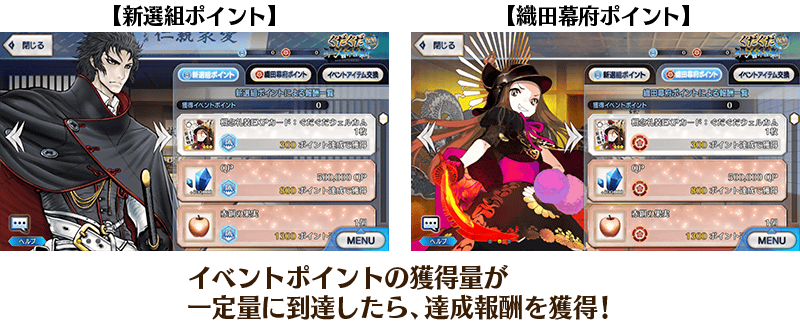 【新選組ポイント】
閉じる
新選組ポイント
織田幕府ポイント
イベントアイテム交換
新選組ポイントによる報酬一覧
獲得イベントポイント 0
概念礼装EXPカード：ぐだぐだウェルカム
1枚
300 ポイント達成で獲得
QP
500,000 QP
800 ポイント達成で獲得
赤銅の果実
1個
1300 ポイント
ヘルプ
MENU
【織田幕府ポイント】
閉じる
ぐだぐだ
新選組ポイント
織田幕府ポイント
イベントアイテム交換
織田幕府ポイントによる報酬一覧
獲得イベントポイント 0
概念礼装EXPカード：ぐだぐだウェルカム
1枚
300 ポイント達成で獲得
QP
500,000 QP
800 ポイント達成で獲得
赤銅の果実
1個
1300 ポイント
ヘルプ
MENU
イベントポイントの獲得量が
一定量に到達したら、達成報酬を獲得！